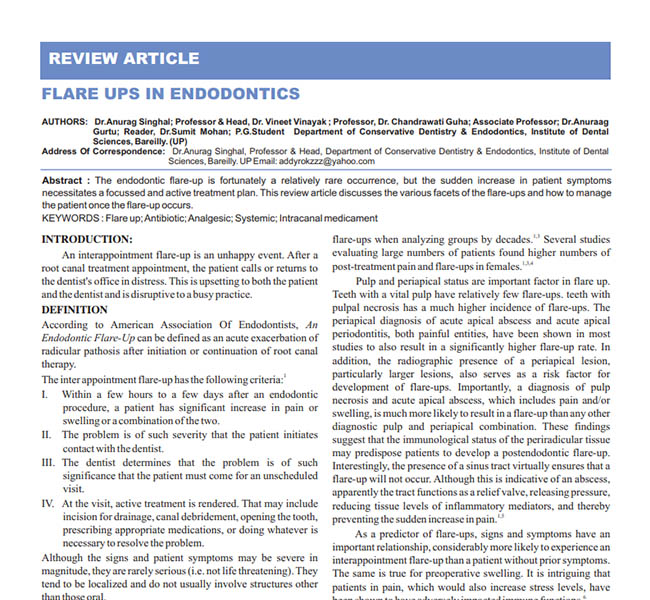 REVIEW ARTICLE
FLARE UPS IN ENDODONTICS
AUTHORS: Dr.Anurag Singhal; Professor & Head, Dr. Vineet Vinayak ; Professor, Dr. Chandrawati Guha; Associate Professor; Dr.Anuraag
Gurtu; Reader, Dr.Sumit Mohan; P.G.Student Department of Conservative Dentistry & Endodontics, Institute of Dental
Sciences, Bareilly. (UP)
Address Of Correspondence: Dr.Anurag Singhal, Professor & Head, Department of Conservative Dentistry & Endodontics, Institute of Dental
Sciences, Bareilly. UP Email: addyrokzzz@yahoo.com
Abstract : The endodontic flare-up is fortunately a relatively rare occurrence, but the sudden increase in patient symptoms
necessitates a focussed and active treatment plan. This review article discusses the various facets of the flare-ups and how to manage
the patient once the flare-up occurs.
KEYWORDS : Flare up; Antibiotic; Analgesic; Systemic; Intracanal medicament
INTRODUCTION:
An interappointment flare-up is an unhappy event. After a
root canal treatment appointment, the patient calls or returns to
the dentist's office in distress. This is upsetting to both the patient
and the dentist and is disruptive to a busy practice.
DEFINITION
According to American Association Of Endodontists, An
Endodontic Flare-Up can be defined as an acute exacerbation of
radicular pathosis after initiation or continuation of root canal
therapy.
The inter appointment flare-up has the following criteria:1
I. Within a few hours to a few days after an endodontic
procedure, a patient has significant increase in pain or
swelling or a combination of the two.
II. The problem is of such severity that the patient initiates
contact with the dentist.
III. The dentist determines that the problem is of such
significance that the patient must come for an unscheduled
visit.
IV. At the visit, active treatment is rendered. That may include
incision for drainage, canal debridement, opening the tooth,
prescribing appropriate medications, or doing whatever is
necessary to resolve the problem.
Although the signs and patient symptoms may be severe in
magnitude, they are rarely serious (i.e. not life threatening). They
tend to be localized and do not usually involve structures other
than those oral.
flare-ups when analyzing groups by decades. Several studies
evaluating large numbers of patients found higher numbers of
post-treatment pain and flare-ups in females.1,3,4
Pulp and periapical status are important factor in flare up.
Teeth with a vital pulp have relatively few flare-ups. teeth with
pulpal necrosis has a much higher incidence of flare-ups. The
periapical diagnosis of acute apical abscess and acute apical
periodontitis, both painful entities, have been shown in most
studies to also result in a significantly higher flare-up rate. In
addition, the radiographic presence of a periapical lesion,
particularly larger lesions, also serves as a risk factor for
development of flare-ups. Importantly, a diagnosis of pulp
necrosis and acute apical abscess, which includes pain and/or
swelling, is much more likely to result in a flare-up than any other
diagnostic pulp and periapical combination. These findings
suggest that the immunological status of the periradicular tissue
may predispose patients to develop a postendodontic flare-up.
Interestingly, the presence of a sinus tract virtually ensures that a
flare-up will not occur. Although this is indicative of an abscess,
apparently the tract functions as a relief valve, releasing pressure,
reducing tissue levels of inflammatory mediators, and thereby
preventing the sudden increase in pain.
As a predictor of flare-ups, signs and symptoms have an
important relationship, considerably more likely to experience an
interappointment flare-up than a patient without prior symptoms.
The same is true for preoperative swelling. It is intriguing that
patients in pain, which would also increase stress levels, have
been shown to have adversely impacted immune functions.